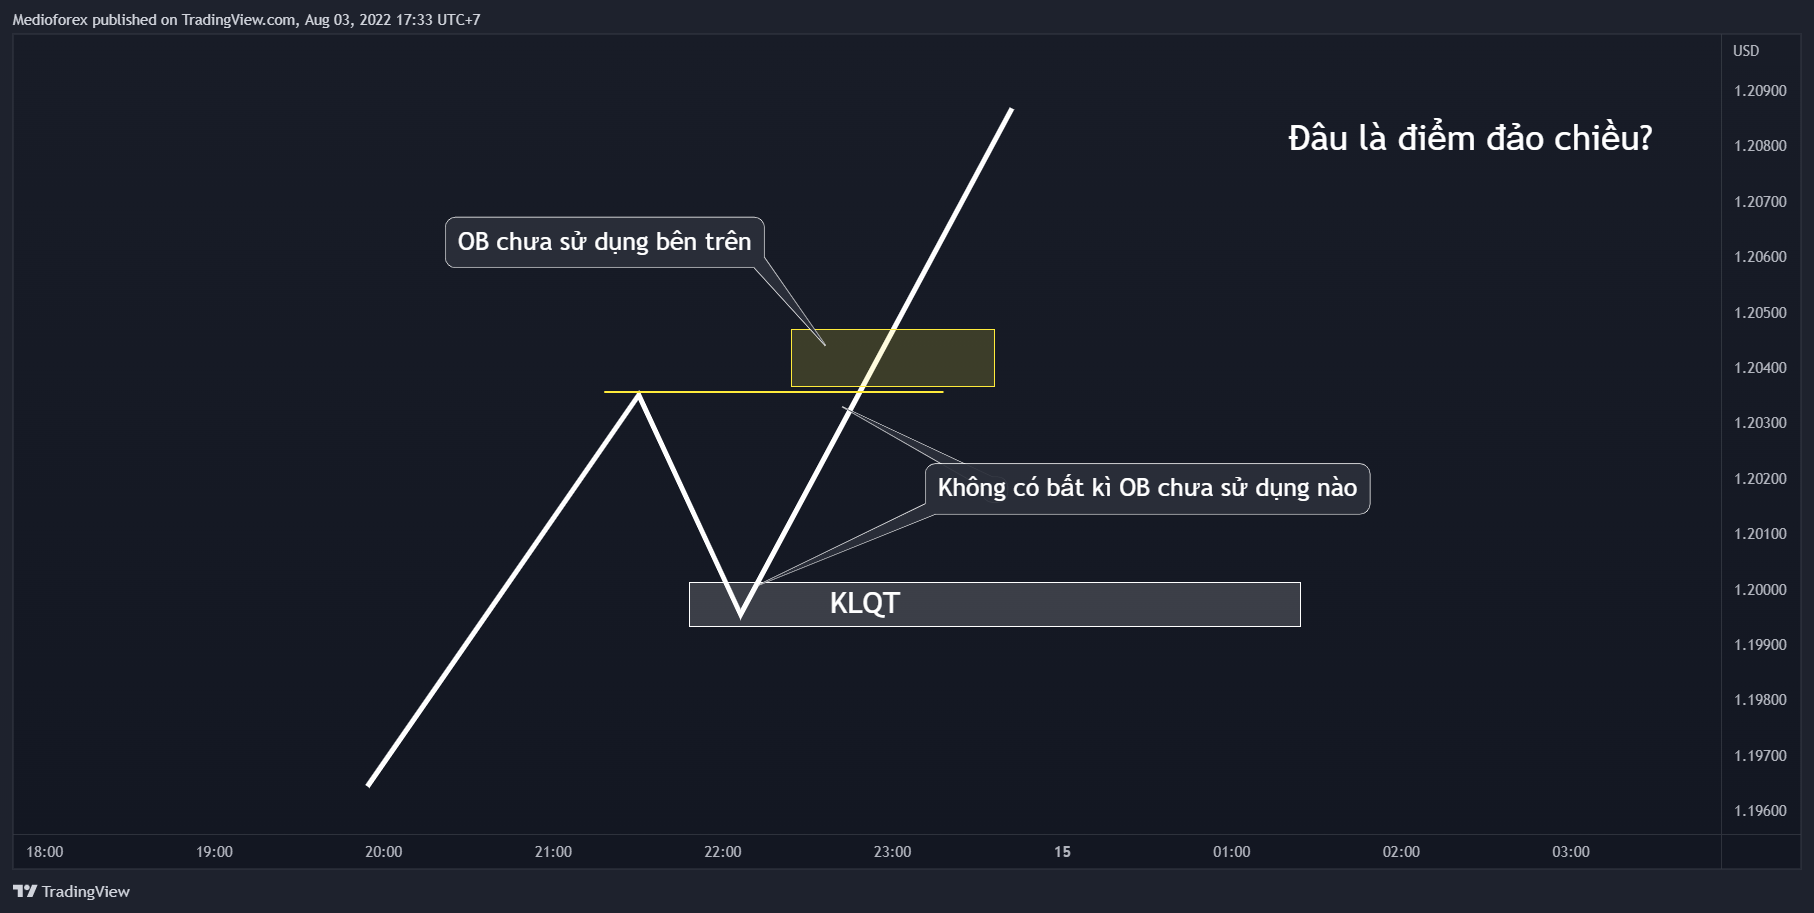 Medioforex published on TradingView.com, Aug 03, 2022 17:33 UTC+7
USD
1.20900
Đâu là điểm đảo chiều?
1.20800
1.20700
OB chưa sử dụng bên trên
1.20600
1.20500
1.20400
1.20300
Không có bất kì OB chưa sử dụng nào
1.20200
1.20100
1.20000
KLQT
1.19900
1.19800
1.19700
1.19600
18:00 19:00 20:00 21:00 22:00 23:00 15 01:00 02:00 03:00
TradingView